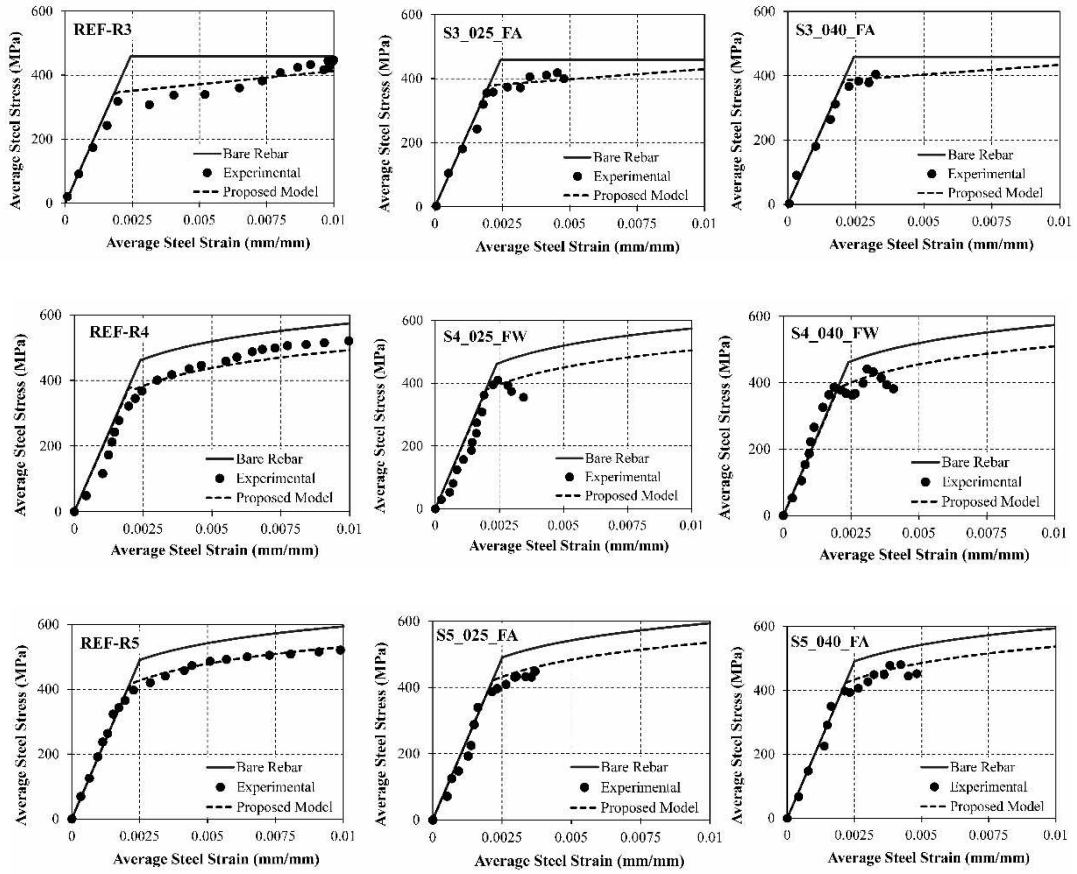 REF-R3
Average Steel Stress (MPa)
600
400
200
0
Bare Rebar
Experimental
Proposed Model
0
0.0025
0.005
0.0075
0.01
Average Steel Strain (mm/mm)
S3_025_FA
Average Steel Stress (MPa)
600
400
200
0
Bare Rebar
Experimental
Proposed Model
0
0.0025
0.005
0.0075
0.01
Average Steel Strain (mm/mm)
S3_040_FA
Average Steel Stress (MPa)
600
400
200
0
Bare Rebar
Experimental
Proposed Model
0
0.0025
0.005
0.0075
0.01
Average Steel Strain (mm/mm)
REF-R4
Average Steel Stress (MPa)
600
400
200
0
Bare Rebar
Experimental
Proposed Model
0
0.0025
0.005
0.0075
0.01
Average Steel Strain (mm/mm)
S4_025_FW
Average Steel Stress (MPa)
600
400
200
0
Bare Rebar
Experimental
Proposed Model
0
0.0025
0.005
0.0075
0.01
Average Steel Strain (mm/mm)
S4_040_FW
Average Steel Stress (MPa)
600
400
200
0
Bare Rebar
Experimental
Proposed Model
0
0.0025
0.005
0.0075
0.01
Average Steel Strain (mm/mm)
REF-R5
Average Steel Stress (MPa)
600
400
200
0
Bare Rebar
Experimental
Proposed Model
0
0.0025
0.005
0.0075
0.01
Average Steel Strain (mm/mm)
S5_025_FA
Average Steel Stress (MPa)
600
400
200
0
Bare Rebar
Experimental
Proposed Model
0
0.0025
0.005
0.0075
0.01
Average Steel Strain (mm/mm)
S5_040_FA
Average Steel Stress (MPa)
600
400
200
0
Bare Rebar
Experimental
Proposed Model
0
0.0025
0.005
0.0075
0.01
Average Steel Strain (mm/mm)